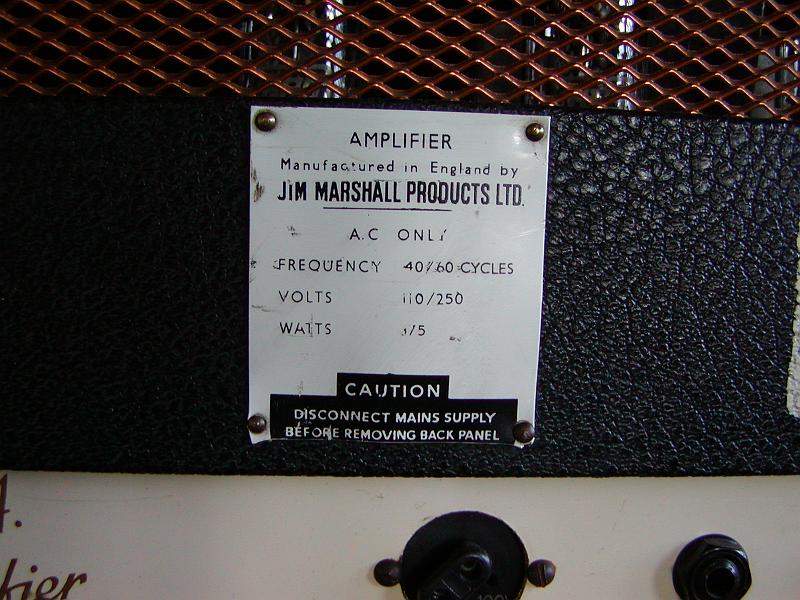 AMPLIFIER
Manufactured in England by
JIM MARSHALL PRODUCTS LTD.
A.C ONLY
FREQUENCY 40/60 CYCLES
VOLTS 110/250
WATTS
CAUTION
DISCONNECT MAINS SUPPLY
BEFORE REMOVING BACK PANEL